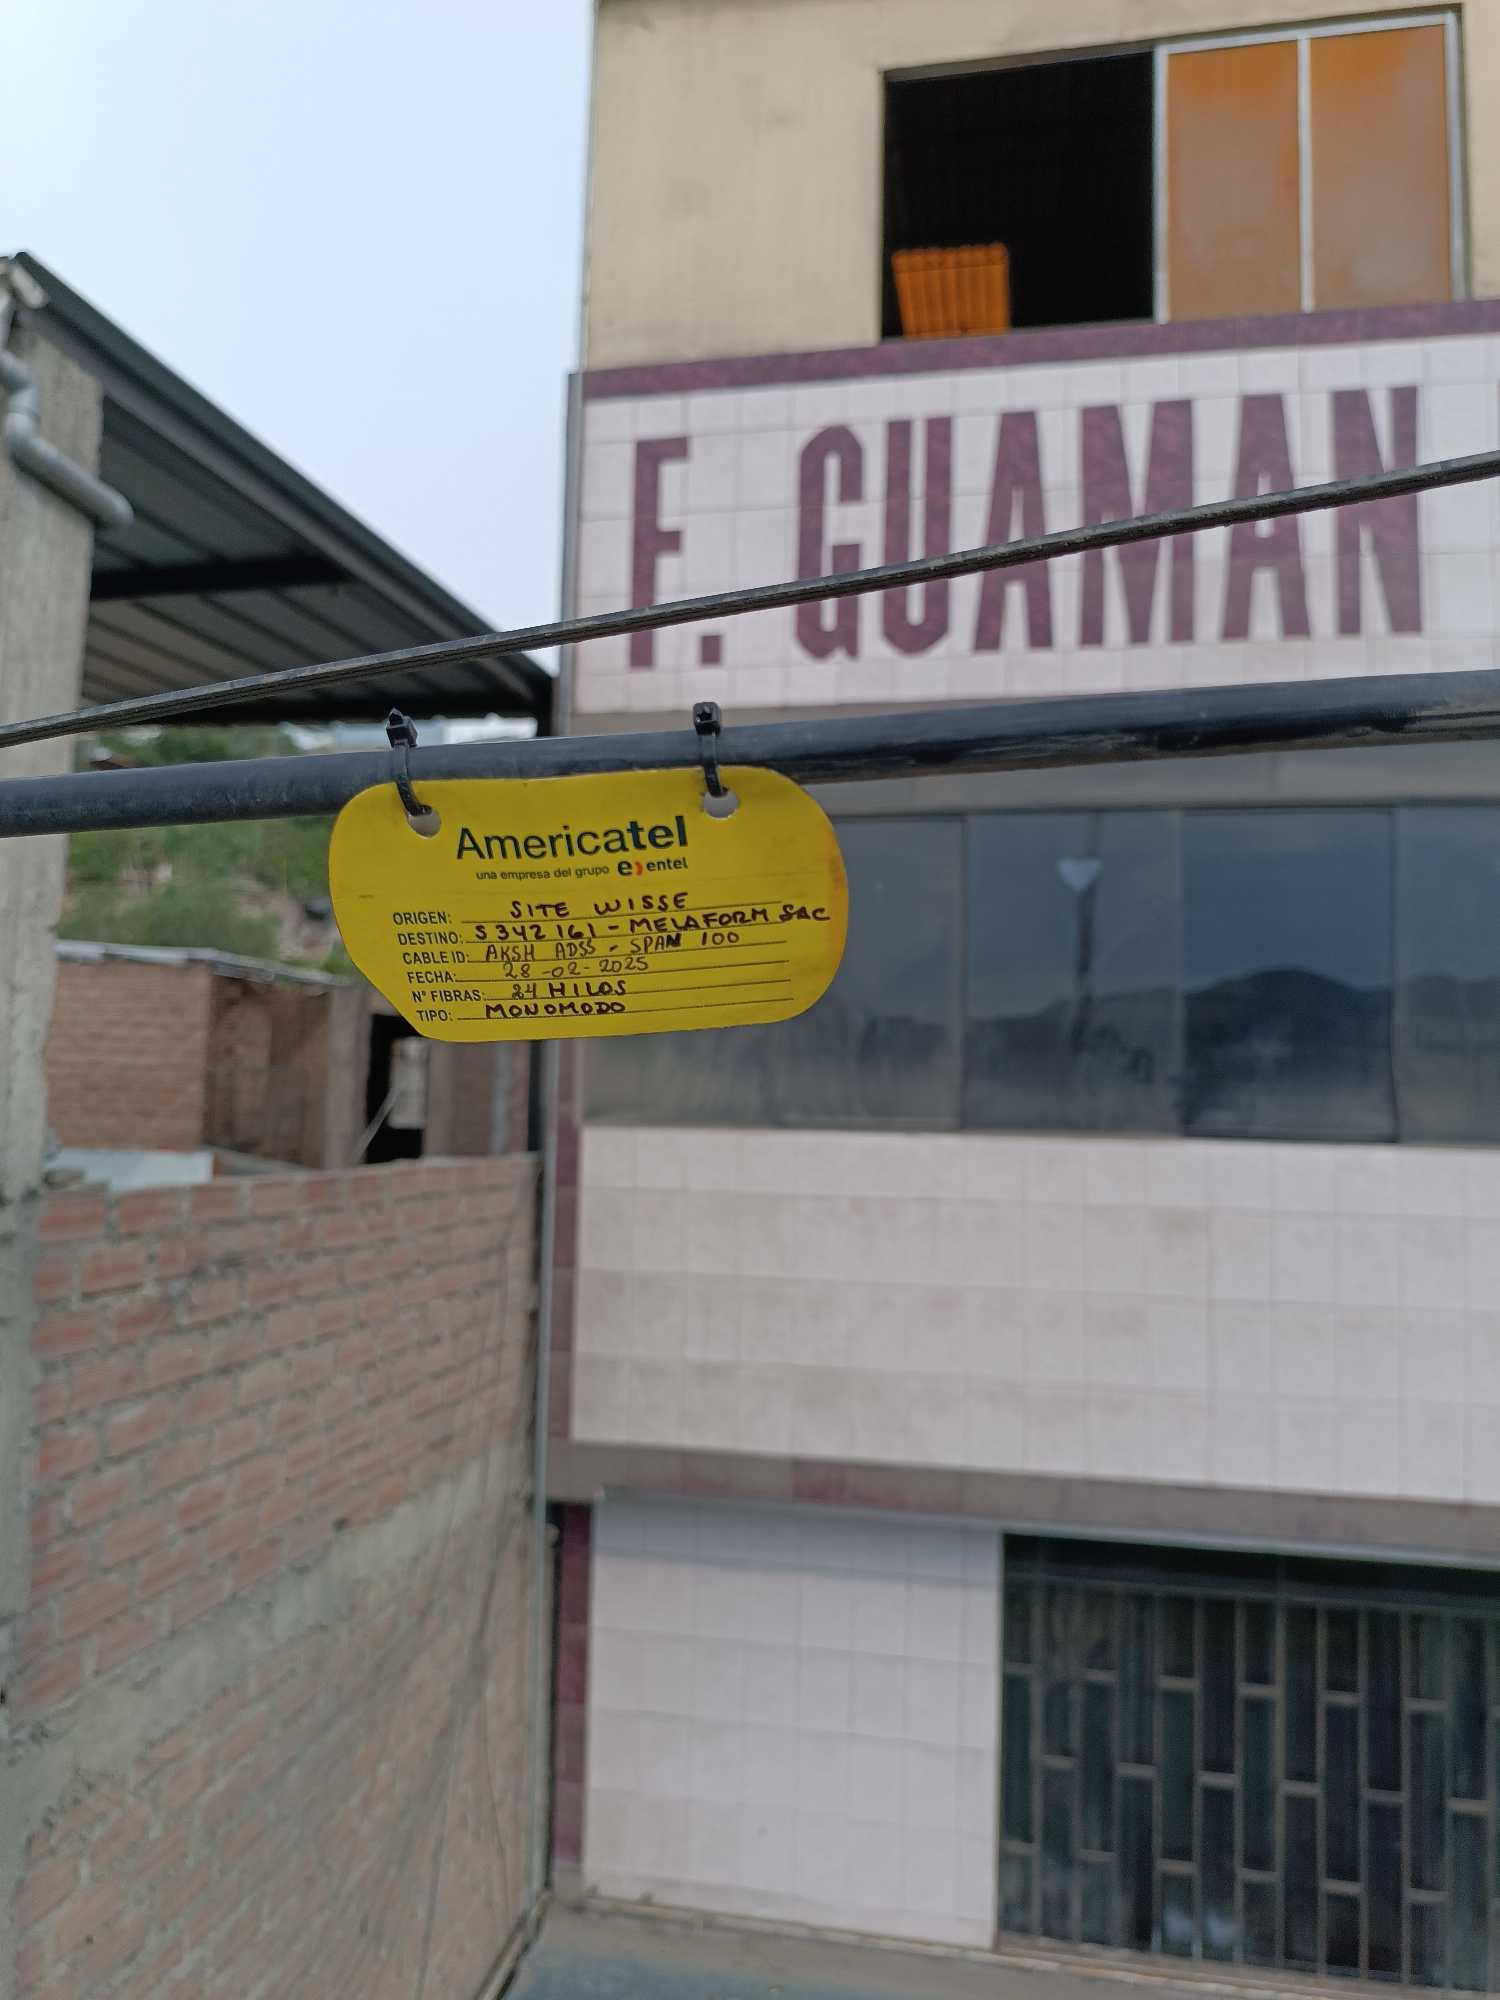 F. GUAMAN
Americatel
una empresa del grupo entel
ORIGEN: SITE WISSE
DESTINO: S342161 - MELAFORM SAC
CABLE ID: AKSH ADSS - SPAN 100
FECHA: 28-02-2025
N° FIBRAS: 24 HILOS
TIPO: MONOMODO